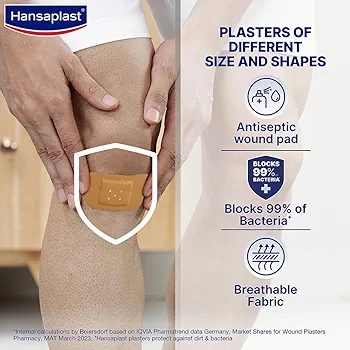 Hansaplast
PLASTERS OF
DIFFERENT
SIZE AND SHAPES
Antiseptic
wound pad
BLOCKS
99%
BACTERIA
Blocks 99% of
Bacteria*
Breathable
Fabric
*Internal calculations by Beiersdorf based on IQVIA Pharmatrend data Germany, Market Shares for Wound Plasters
Pharmacy, MAT March 2023. *Hansaplast plasters protect against dirt & bacteria